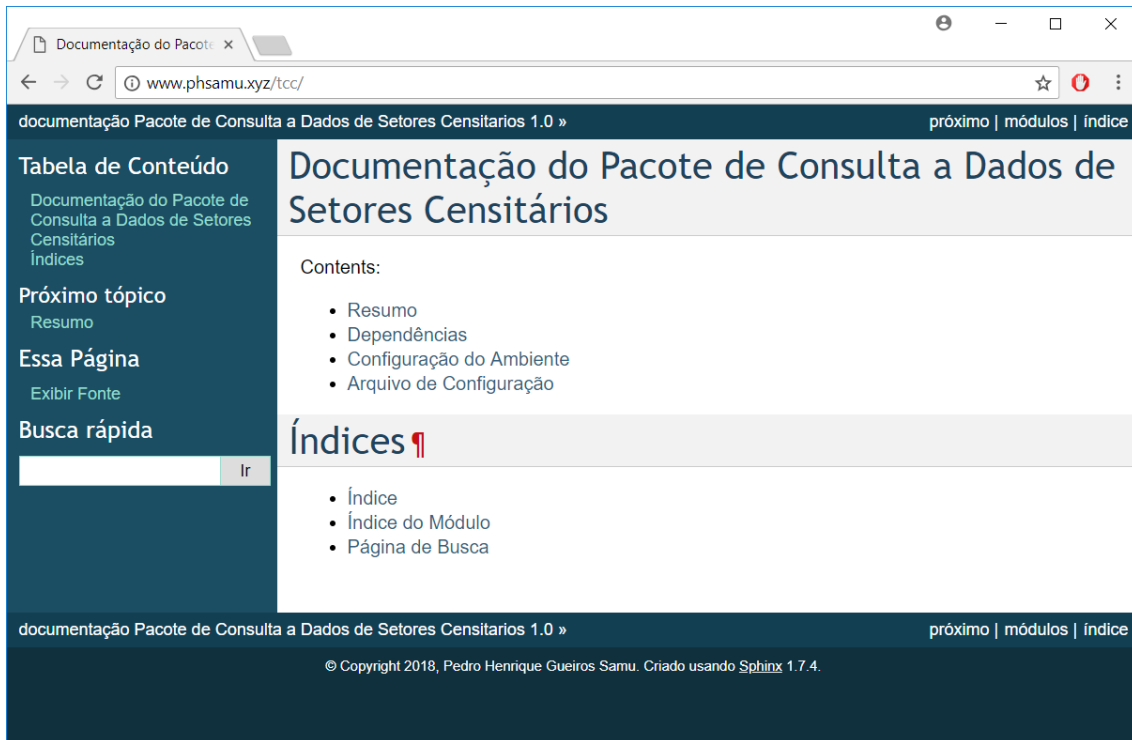 Documentação do Pacote
www.phsamu.xyz/tcc/
documentação Pacote de Consulta a Dados de Setores Censitarios 1.0 »
próximo | módulos | índice
Tabela de Conteúdo
Documentação do Pacote de
Consulta a Dados de Setores
Censitários
Índices
Próximo tópico
Resumo
Essa Página
Exibir Fonte
Busca rápida
Ir
Documentação do Pacote de Consulta a Dados de
Setores Censitários
Contents:
• Resumo
• Dependências
• Configuração do Ambiente
• Arquivo de Configuração
Índices¶
• Índice
• Índice do Módulo
• Página de Busca
documentação Pacote de Consulta a Dados de Setores Censitarios 1.0 »
próximo | módulos | índice
© Copyright 2018, Pedro Henrique Gueiros Samu. Criado usando Sphinx 1.7.4.